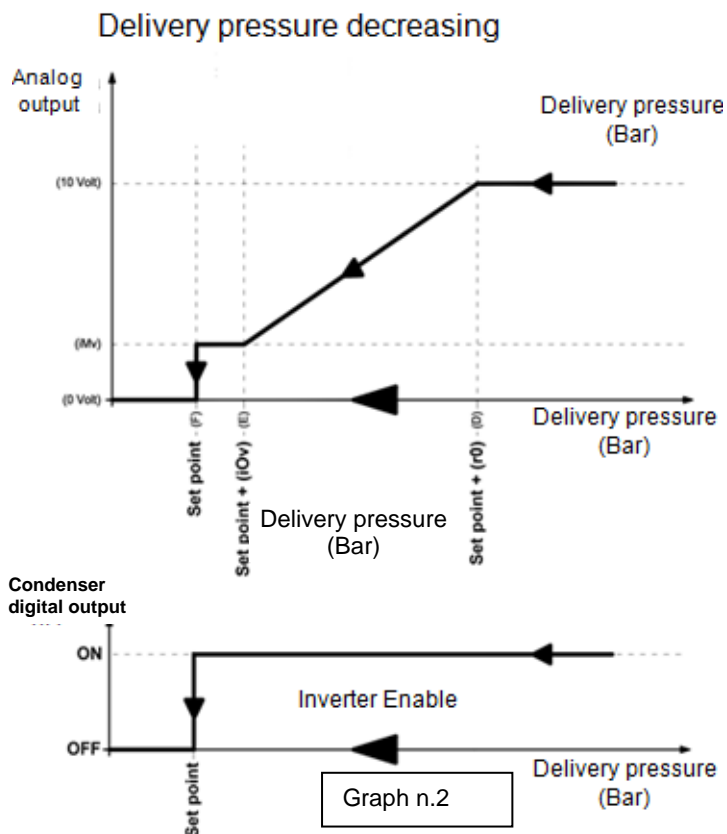 Delivery pressure decreasing
Analog
output
Delivery pressure
(Bar)
(10 Volt)
(iMv)
(0 Volt)
Delivery pressure
(Bar)
Set point - (F)
Set point + (iOv) - (E)
Set point + (r0) - (D)
Delivery pressure
(Bar)
Condenser
digital output
ON
Inverter Enable
OFF
Set point
Graph n.2
Delivery pressure
(Bar)